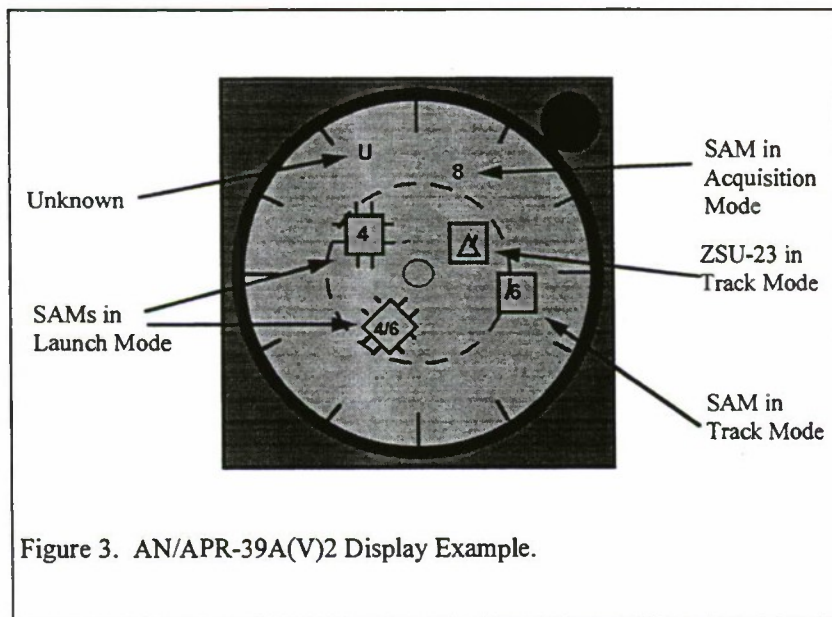 U
8
SAM in
Acquisition
Mode
Unknown
4
ZSU-23 in
Track Mode
6
SAMs in
Launch Mode
4/6
SAM in
Track Mode
Figure 3. AN/APR-39A(V)2 Display Example.